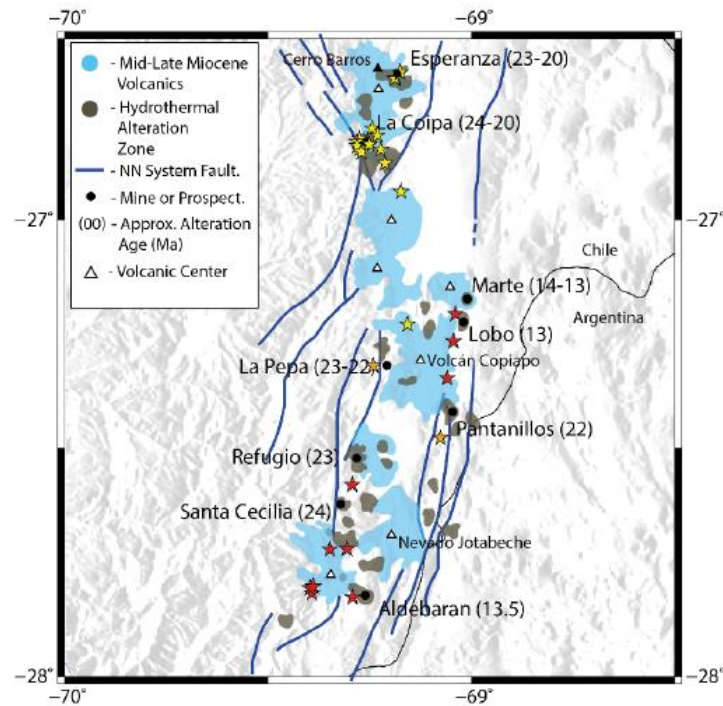 −70°
−69°
- Mid-Late Miocene
Volcanics
- Hydrothermal
Alteration
Zone
- NN System Fault.
- Mine or Prospect.
(00) - Approx. Alteration
Age (Ma)
- Volcanic Center
Cerro Barros
Esperanza (23-20)
La Coipa (24-20)
−27°
−27°
Chile
Marte (14-13)
Argentina
Lobo (13)
La Pepa (23-22)
Volcán Copiapo
Pantanillos (22)
Refugio (23)
Santa Cecilia (24)
Nevado Jotabeche
Aldebaran (13.5)
−28°
−28°
−70°
−69°